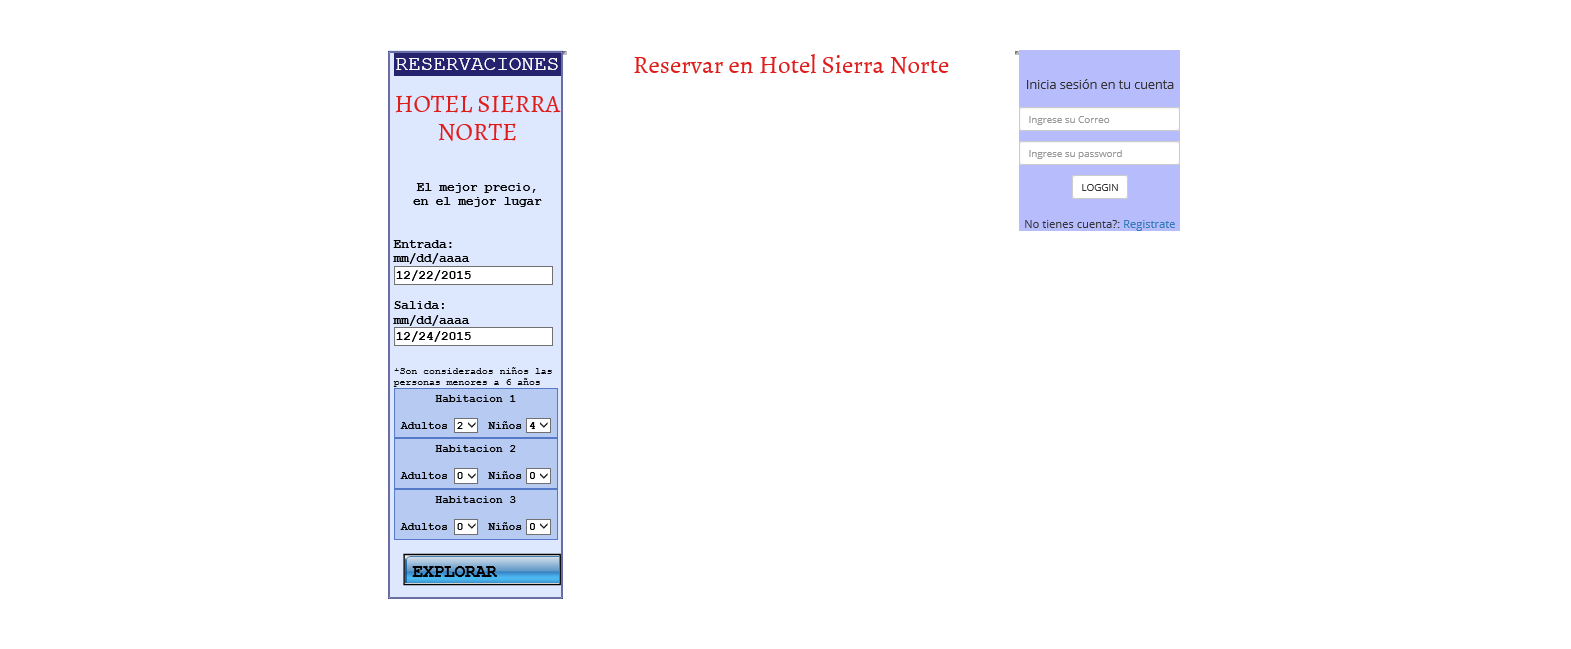 RESERVACIONES
HOTEL SIERRA
NORTE
El mejor precio,
en el mejor lugar
Entrada:
mm/dd/aaaa
12/22/2015
Salida:
mm/dd/aaaa
12/24/2015
*Son considerados niños las
personas menores a 6 años
Habitacion 1
Adultos 2 Niños 4
Habitacion 2
Adultos 0 Niños 0
Habitacion 3
Adultos 0 Niños 0
EXPLORAR
Reservar en Hotel Sierra Norte
Inicia sesión en tu cuenta
Ingrese su Correo
Ingrese su password
LOGGIN
No tienes cuenta?: Registrate